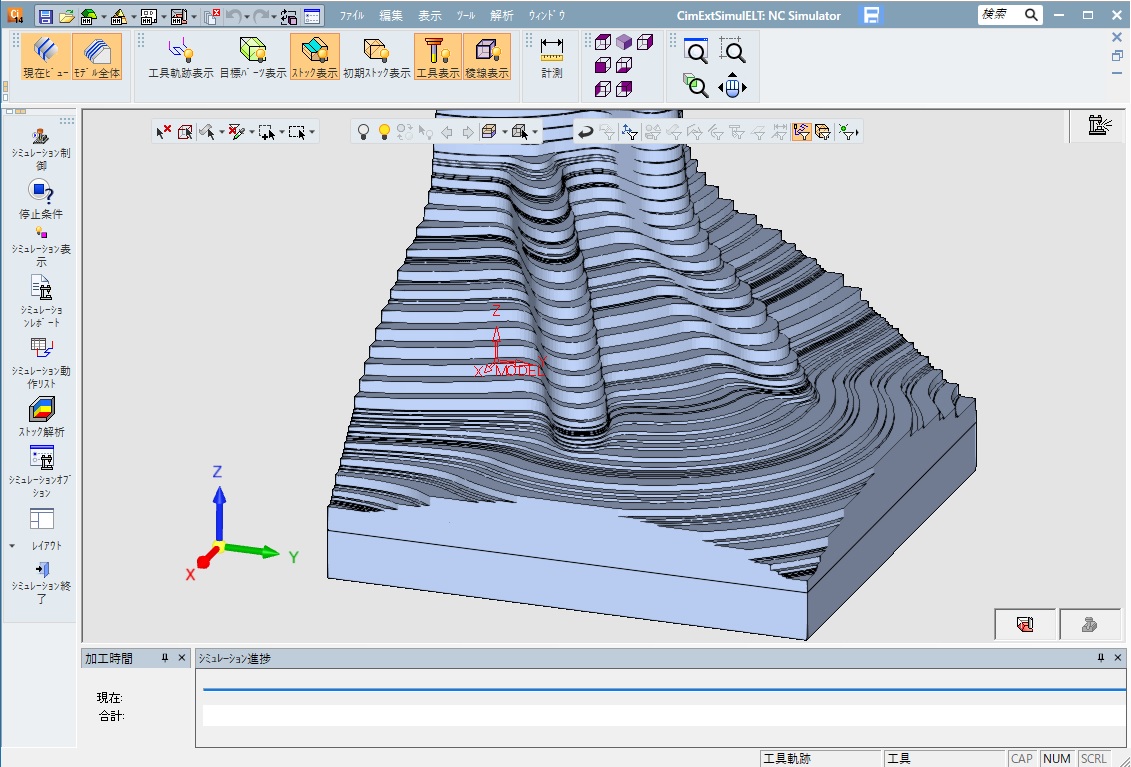 Ci
14
ﾌｧｲﾙ 編集 表示 ﾂｰﾙ 解析 ｳｨﾝﾄﾞｳ
CimExtSimulELT: NC Simulator
検索
現在ﾋﾞｭｰ ﾓﾃﾞﾙ全体 工具軌跡表示 目標ﾊﾟｰﾂ表示 ｽﾄｯｸ表示 初期ｽﾄｯｸ表示 工具表示 稜線表示 計測
ｼﾐｭﾚｰｼｮﾝ制
御
停止条件
ｼﾐｭﾚｰｼｮﾝ表
示
ｼﾐｭﾚｰｼｮ
ﾝﾚﾎﾟｰﾄ
ｼﾐｭﾚｰｼｮﾝ動
作ﾘｽﾄ
ｽﾄｯｸ解析
ｼﾐｭﾚｰｼｮﾝｵﾌﾟ
ｼｮﾝ
ﾚｲｱｳﾄ
ｼﾐｭﾚｰｼｮﾝ終
了
Z
X MODEL
Z
Y
X
加工時間
現在:
合計:
ｼﾐｭﾚｰｼｮﾝ進捗
工具軌跡 工具 CAP NUM SCRL